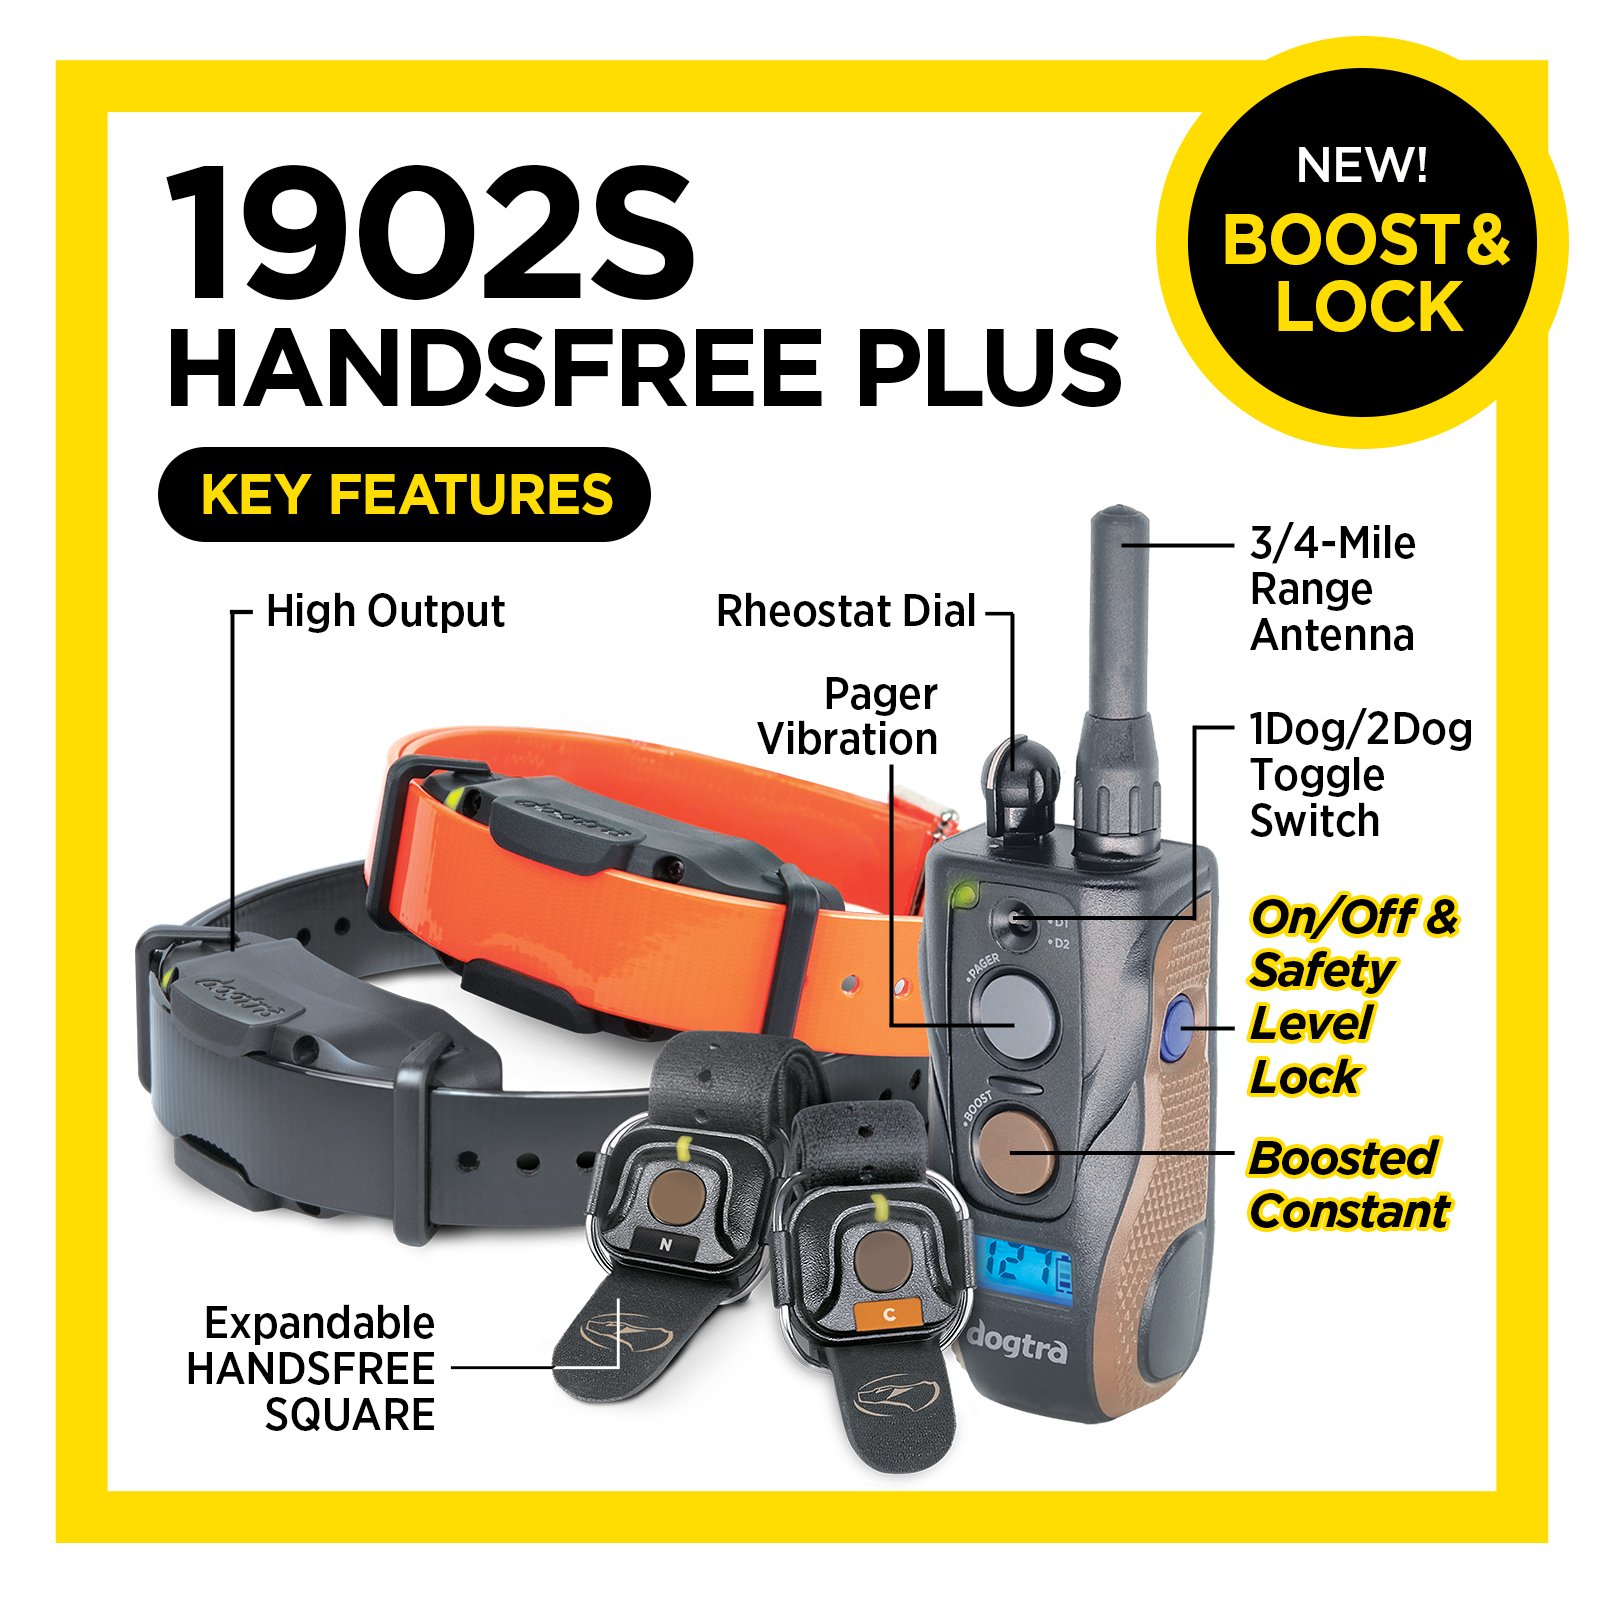 1902S
HANDSFREE PLUS
NEW!
BOOST &
LOCK
KEY FEATURES
High Output
Rheostat Dial
3/4-Mile
Range
Antenna
Pager
Vibration
1Dog/2Dog
Toggle
Switch
On/Off &
Safety
Level
Lock
Boosted
Constant
Expandable
HANDSFREE
SQUARE
dogtra
dogtra
• D1
• D2
• PAGER
• BOOST
127
dogtra
N
C